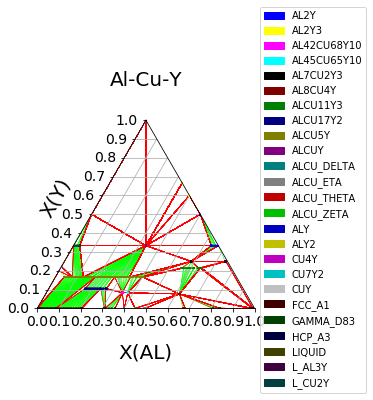 Al-Cu-Y
X(Y)
1.0
0.9
0.8
0.7
0.6
0.5
0.4
0.3
0.2
0.1
0.0
0.0 0.1 0.2 0.3 0.4 0.5 0.6 0.7 0.8 0.9 1.0
X(AL)
AL2Y
AL2Y3
AL42CU68Y10
AL45CU65Y10
AL7CU2Y3
AL8CU4Y
ALCU11Y3
ALCU17Y2
ALCU5Y
ALCUY
ALCU_DELTA
ALCU_ETA
ALCU_THETA
ALCU_ZETA
ALY
ALY2
CU4Y
CU7Y2
CUY
FCC_A1
GAMMA_D83
HCP_A3
LIQUID
L_AL3Y
L_CU2Y